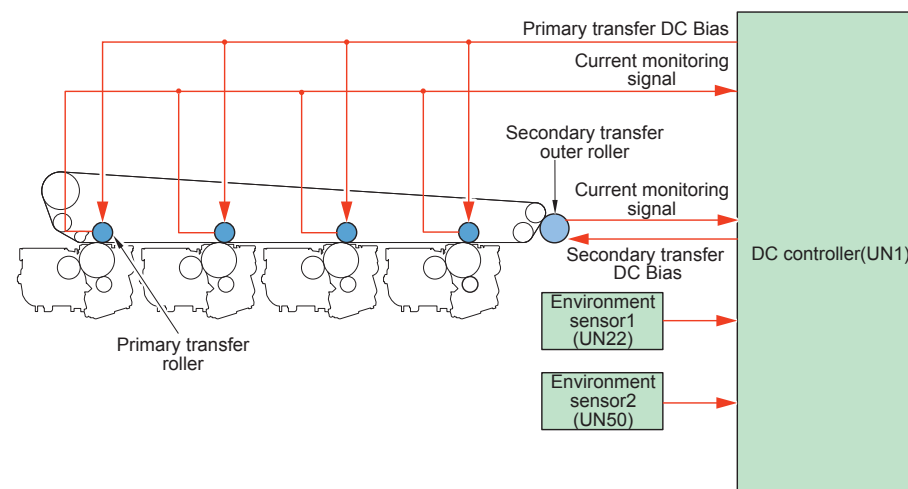 Primary transfer DC Bias
Current monitoring
signal
Secondary transfer
outer roller
Current monitoring
signal
Secondary transfer
DC Bias
DC controller(UN1)
Environment
sensor1
(UN22)
Primary transfer
roller
Environment
sensor2
(UN50)